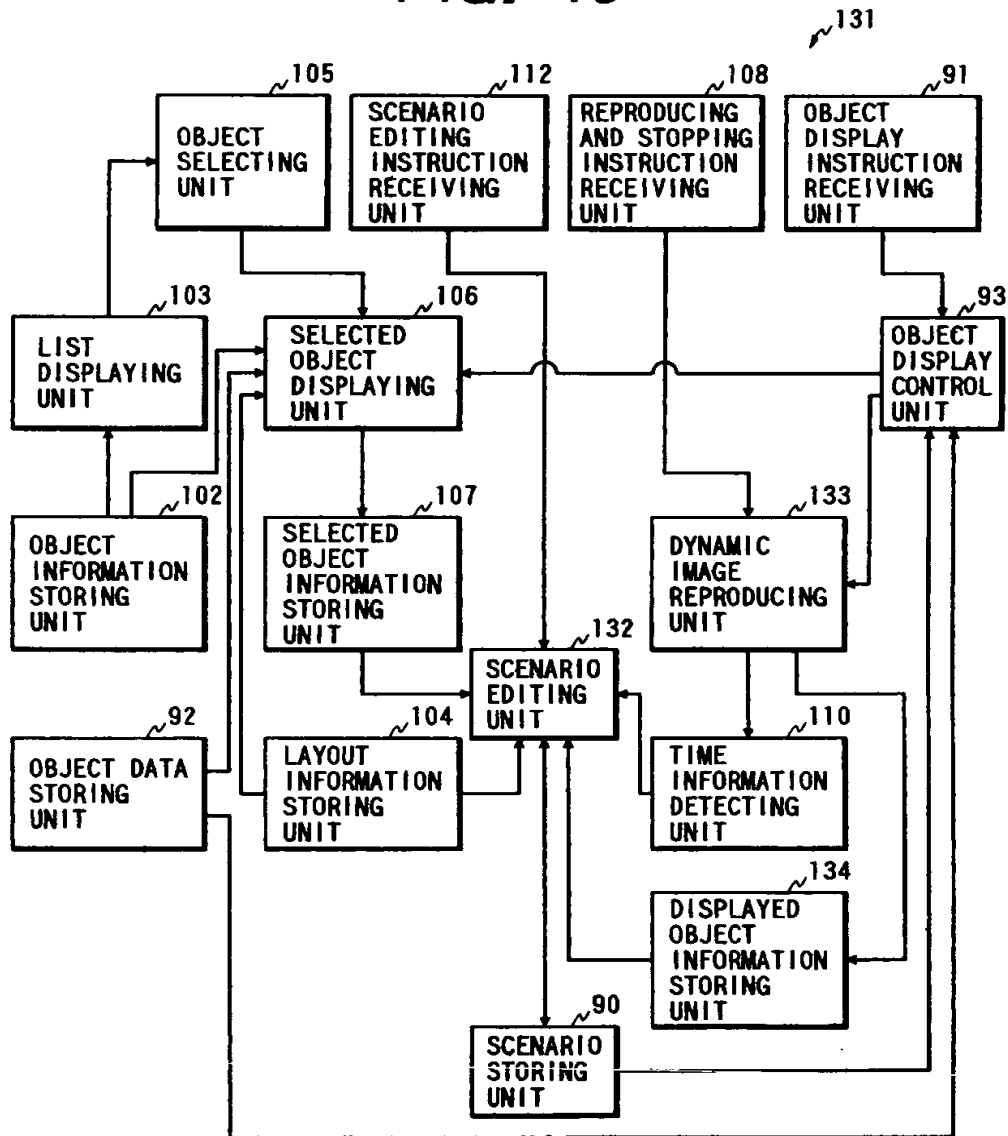 131
105
OBJECT
SELECTING
UNIT
112
SCENARIO
EDITING
INSTRUCTION
RECEIVING
UNIT
108
REPRODUCING
AND STOPPING
INSTRUCTION
RECEIVING
UNIT
91
OBJECT
DISPLAY
INSTRUCTION
RECEIVING
UNIT
103
LIST
DISPLAYING
UNIT
106
SELECTED
OBJECT
DISPLAYING
UNIT
93
OBJECT
DISPLAY
CONTROL
UNIT
102
OBJECT
INFORMATION
STORING
UNIT
107
SELECTED
OBJECT
INFORMATION
STORING
UNIT
133
DYNAMIC
IMAGE
REPRODUCING
UNIT
132
SCENARIO
EDITING
UNIT
92
OBJECT DATA
STORING
UNIT
104
LAYOUT
INFORMATION
STORING
UNIT
110
TIME
INFORMATION
DETECTING
UNIT
134
DISPLAYED
OBJECT
INFORMATION
STORING
UNIT
90
SCENARIO
STORING
UNIT